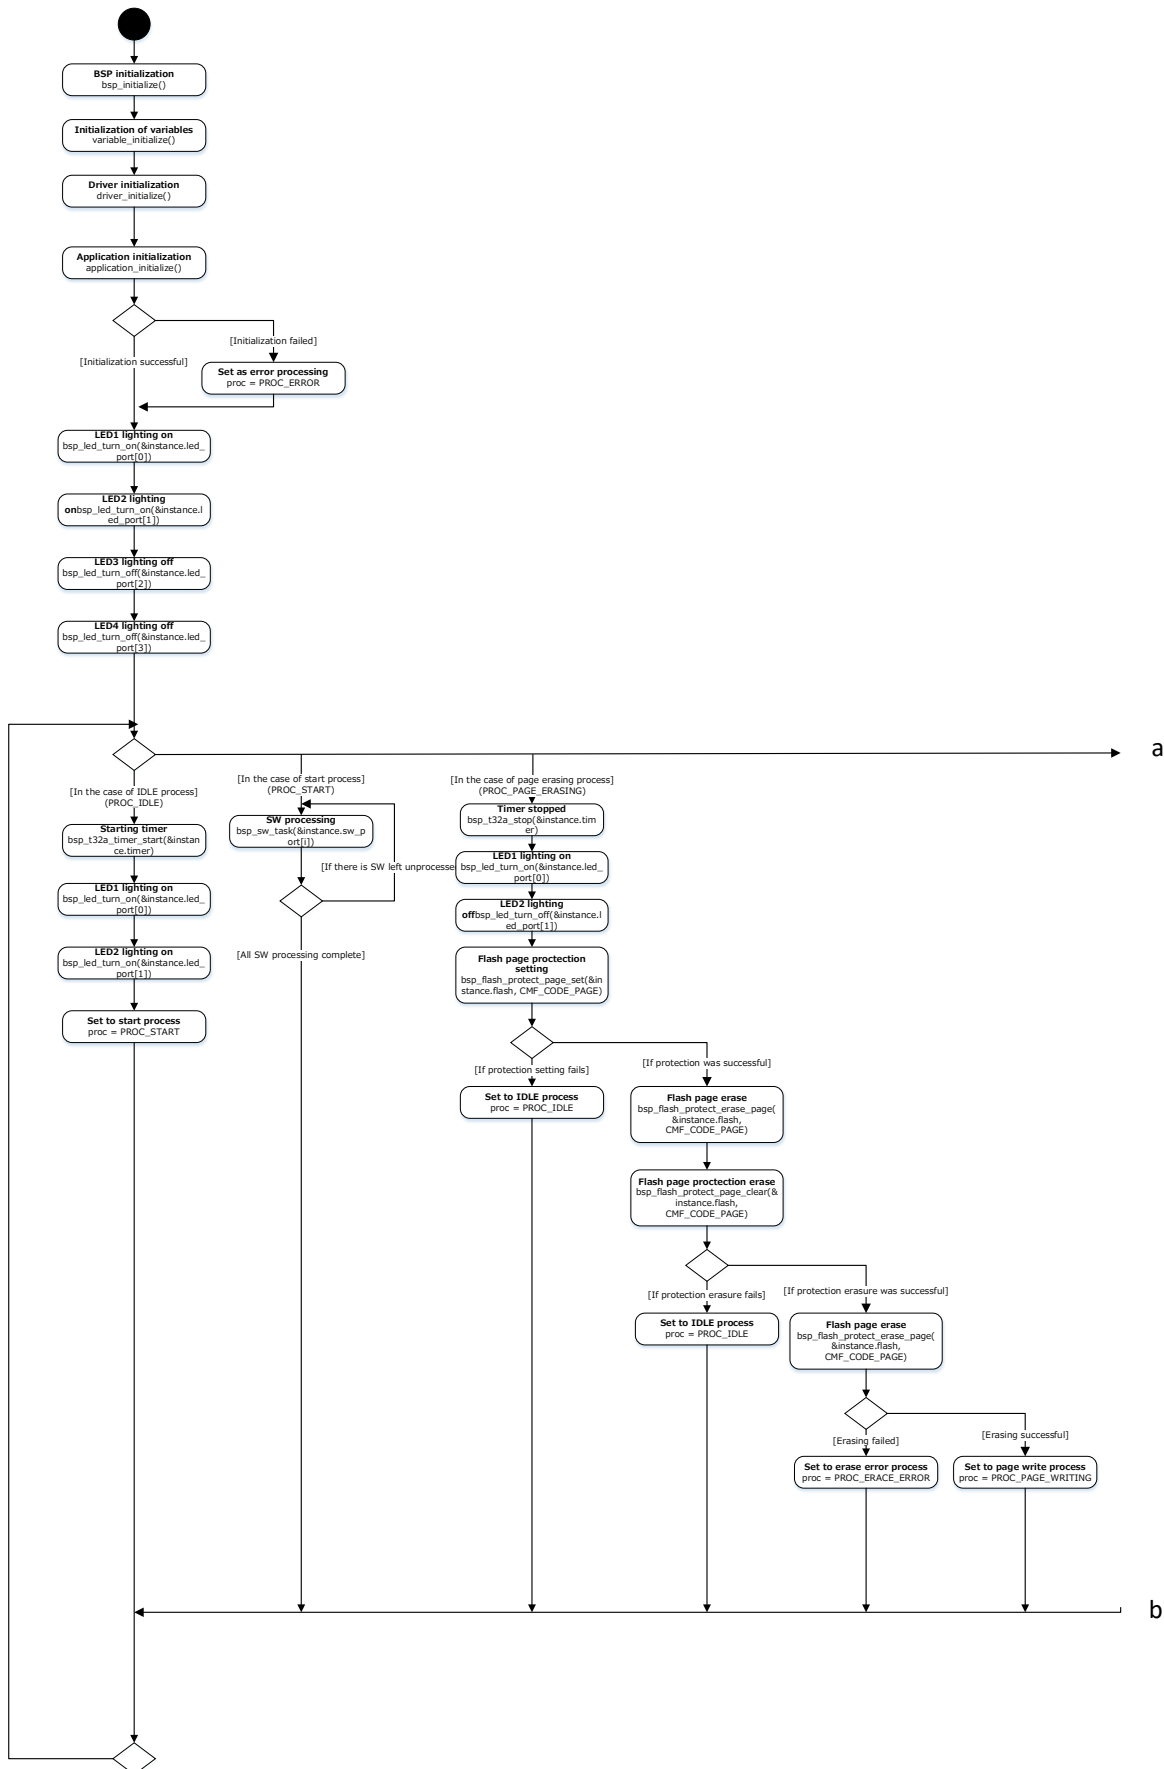 BSP initialization
bsp_initialize()
Initialization of variables
variable_initialize()
Driver initialization
driver_initialize()
Application initialization
application_initialize()
[Initialization failed]
[Initialization successful]
Set as error processing
proc = PROC_ERROR
LED1 lighting on
bsp_led_turn_on(&instance.led_
port[0])
LED2 lighting
onbsp_led_turn_on(&instance.l
ed_port[1])
LED3 lighting off
bsp_led_turn_off(&instance.led_
port[2])
LED4 lighting off
bsp_led_turn_off(&instance.led_
port[3])
a
[In the case of IDLE process]
(PROC_IDLE)
Starting timer
bsp_t32a_timer_start(&instan
ce.timer)
LED1 lighting on
bsp_led_turn_on(&instance.led_
port[0])
LED2 lighting on
bsp_led_turn_on(&instance.led_
port[1])
Set to start process
proc = PROC_START
[In the case of start process]
(PROC_START)
SW processing
bsp_sw_task(&instance.sw_p
ort[i])
[If there is SW left unprocesse
[All SW processing complete]
[In the case of page erasing process]
(PROC_PAGE_ERASING)
Timer stopped
bsp_t32a_stop(&instance.tim
er)
LED1 lighting on
bsp_led_turn_on(&instance.led_
port[0])
LED2 lighting
offbsp_led_turn_off(&instance.l
ed_port[1])
Flash page proctection
setting
bsp_flash_protect_page_set(&in
stance.flash, CMF_CODE_PAGE)
[If protection setting fails]
Set to IDLE process
proc = PROC_IDLE
[If protection was successful]
Flash page erase
bsp_flash_protect_erase_page(
&instance.flash,
CMF_CODE_PAGE)
Flash page proctection erase
bsp_flash_protect_page_clear(&
instance.flash,
CMF_CODE_PAGE)
[If protection erasure fails]
Set to IDLE process
proc = PROC_IDLE
[If protection erasure was successful]
Flash page erase
bsp_flash_protect_erase_page(
&instance.flash,
CMF_CODE_PAGE)
[Erasing failed]
Set to erase error process
proc = PROC_ERACE_ERROR
[Erasing successful]
Set to page write process
proc = PROC_PAGE_WRITING
b